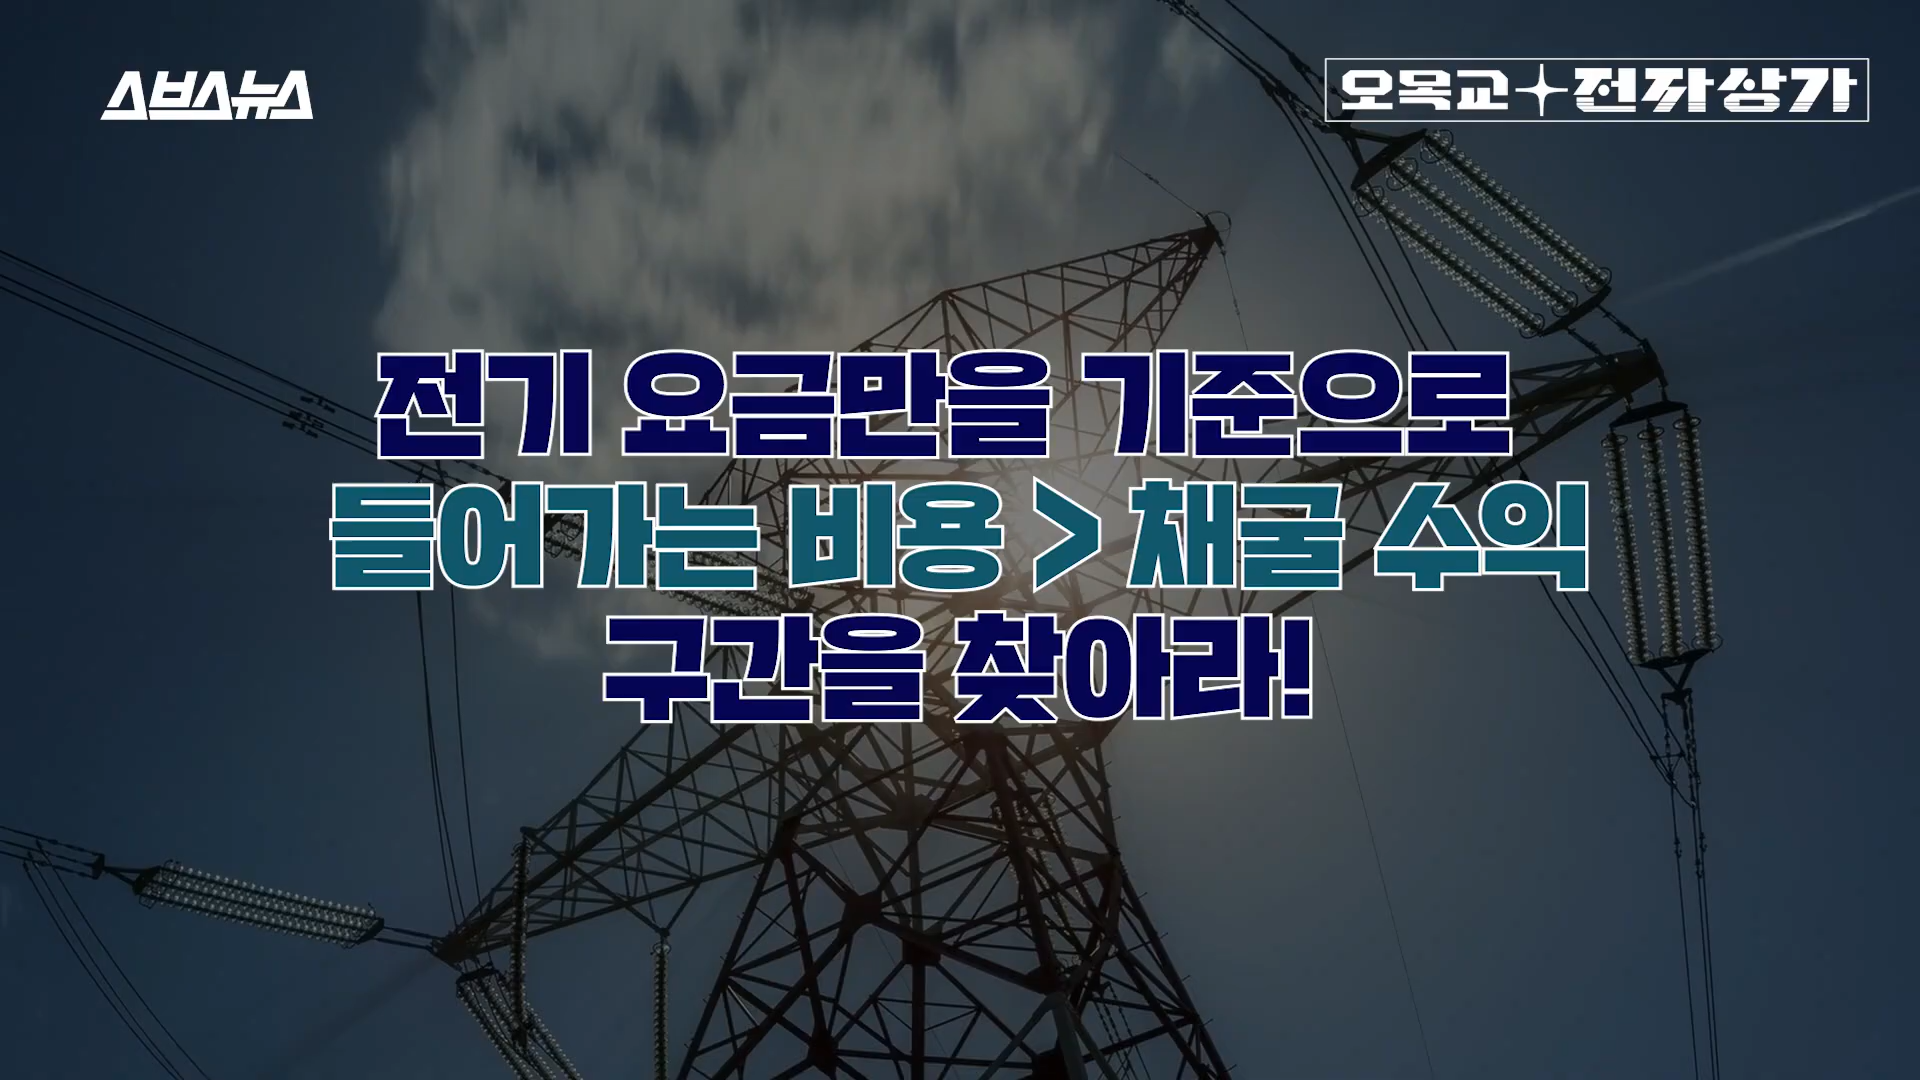 스브스뉴스
오목교 전자상가
전기 요금만을 기준으로
들어가는 비용 > 채굴 수익
구간을 찾아라!